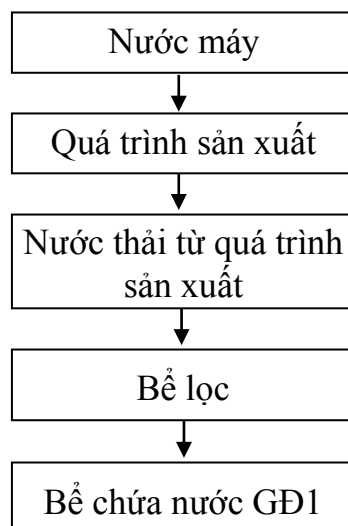 Nước máy
Quá trình sản xuất
Nước thải từ quá trình
sản xuất
Bể lọc
Bể chứa nước GĐ1